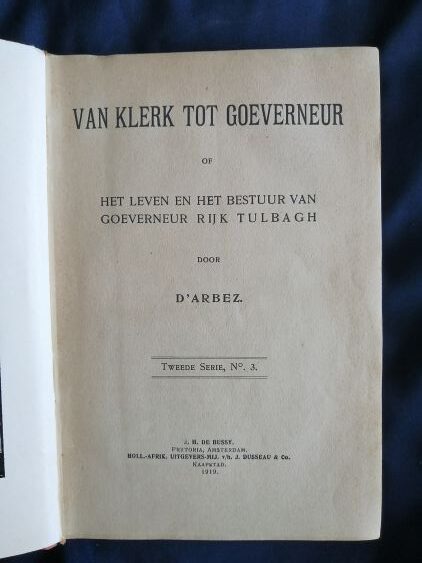 VAN KLERK TOT GOEVERNEUR
OF
HET LEVEN EN HET BESTUUR VAN
GOEVERNEUR RIJK TULBAGH
DOOR
D'ARBEZ.
TWEEDE SERIE, NO. 3.
J. H. DE BUSSY.
PRETORIA, AMSTERDAM.
HOLL.-AFRIK. UITGEVERS-MIJ. v/h. J. DUSSEAU & Co.
KAAPSTAD.
1919.